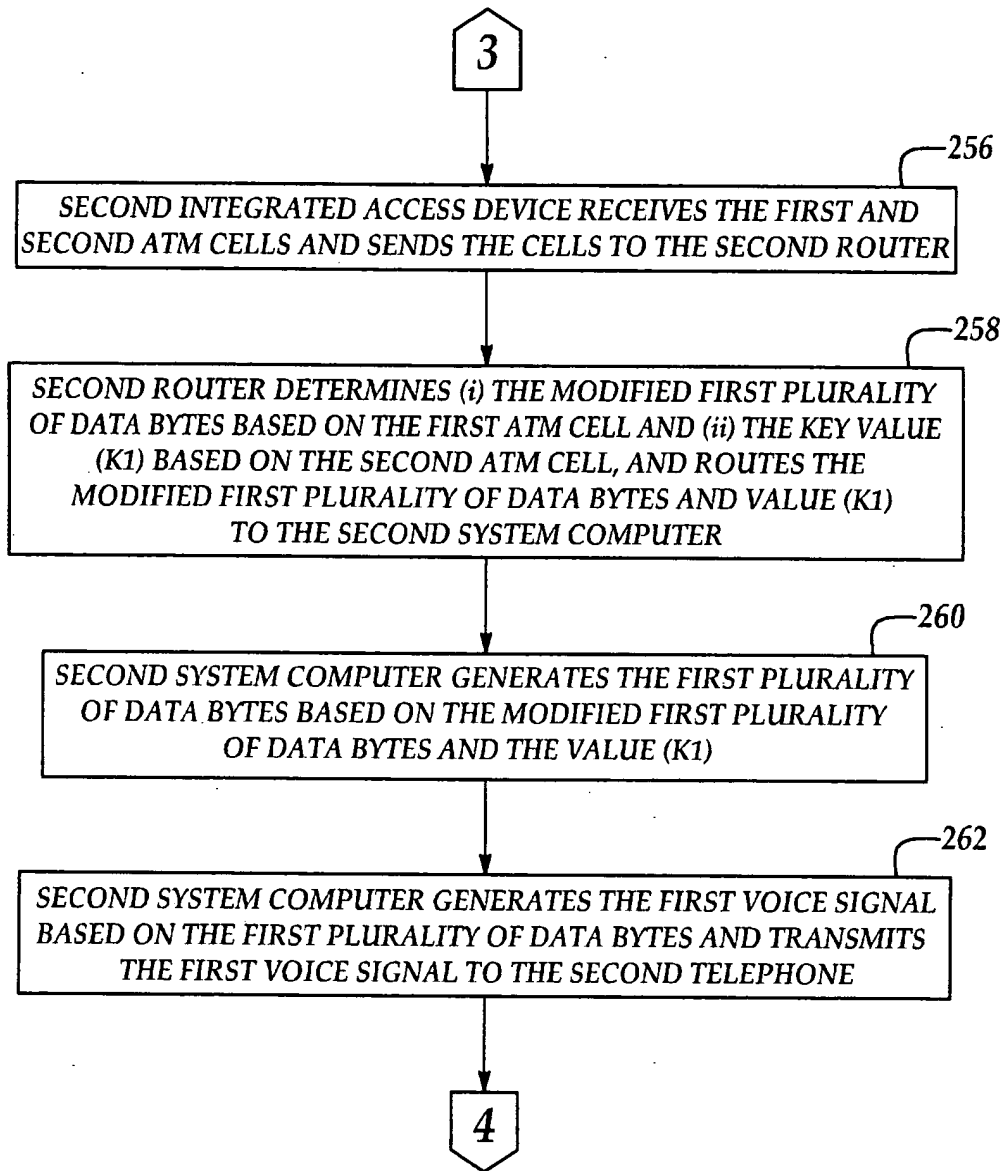 3
256
SECOND INTEGRATED ACCESS DEVICE RECEIVES THE FIRST AND
SECOND ATM CELLS AND SENDS THE CELLS TO THE SECOND ROUTER
258
SECOND ROUTER DETERMINES (i) THE MODIFIED FIRST PLURALITY
OF DATA BYTES BASED ON THE FIRST ATM CELL AND (ii) THE KEY VALUE
(K1) BASED ON THE SECOND ATM CELL, AND ROUTES THE
MODIFIED FIRST PLURALITY OF DATA BYTES AND VALUE (K1)
TO THE SECOND SYSTEM COMPUTER
260
SECOND SYSTEM COMPUTER GENERATES THE FIRST PLURALITY
OF DATA BYTES BASED ON THE MODIFIED FIRST PLURALITY
OF DATA BYTES AND THE VALUE (K1)
262
SECOND SYSTEM COMPUTER GENERATES THE FIRST VOICE SIGNAL
BASED ON THE FIRST PLURALITY OF DATA BYTES AND TRANSMITS
THE FIRST VOICE SIGNAL TO THE SECOND TELEPHONE
4